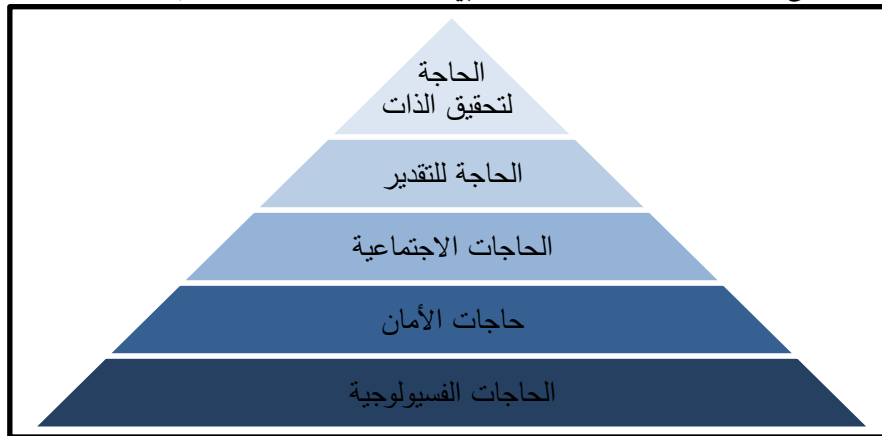 الحاجة
لتحقيق الذات
الحاجة للتقدير
الحاجات الاجتماعية
حاجات الأمان
الحاجات الفسيولوجية